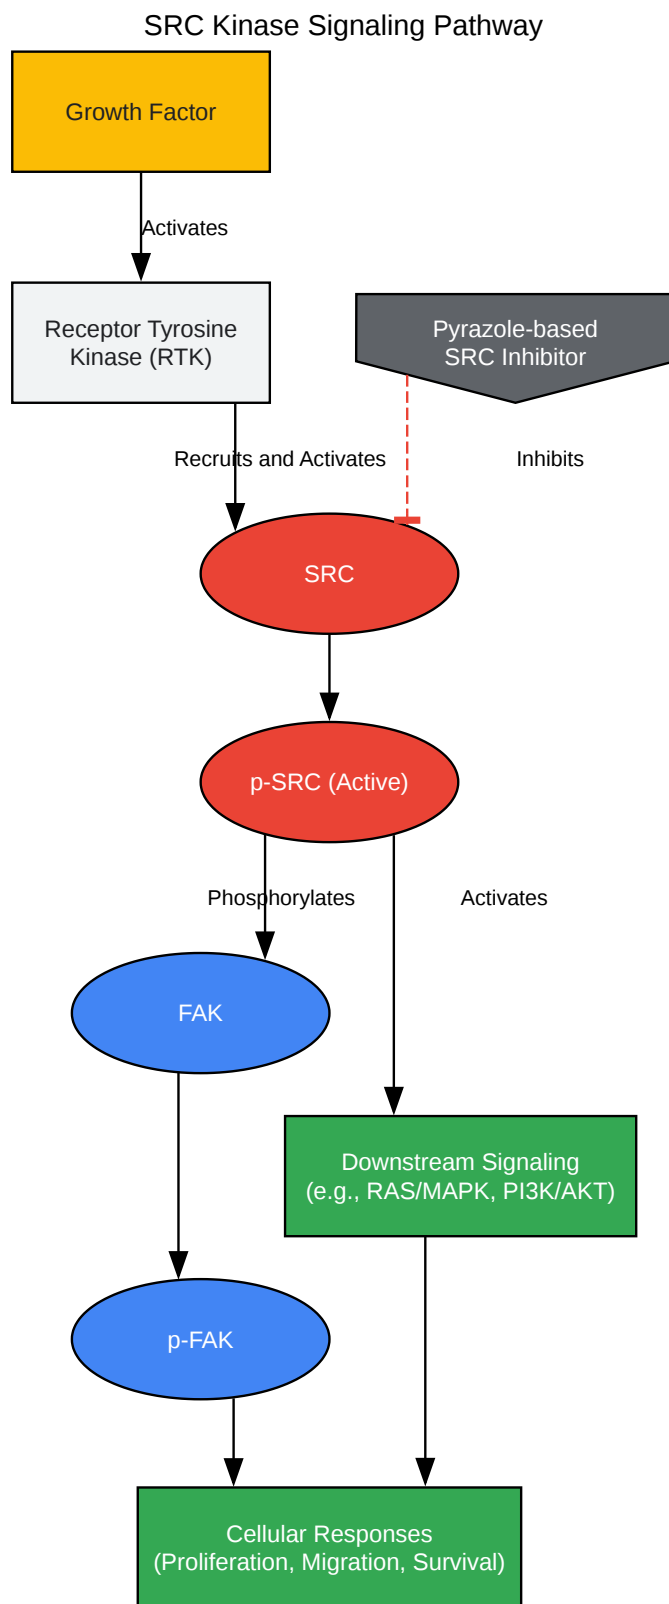 SRC Kinase Signaling Pathway
Growth Factor
Activates
Receptor Tyrosine
Kinase (RTK)
Pyrazole-based
SRC Inhibitor
Recruits and Activates
Inhibits
SRC
p-SRC (Active)
Phosphorylates
Activates
FAK
Downstream Signaling
(e.g., RAS/MAPK, PI3K/AKT)
p-FAK
Cellular Responses
(Proliferation, Migration, Survival)